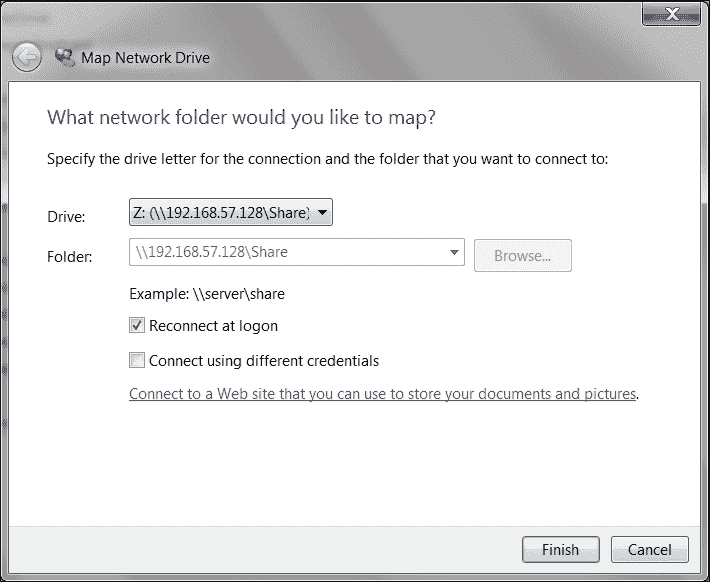 Map Network Drive
What network folder would you like to map?
Specify the drive letter for the connection and the folder that you want to connect to:
Drive: Z: (\\192.168.57.128\Share)
Folder: \\192.168.57.128\Share Browse...
Example: \\server\share
Reconnect at logon
Connect using different credentials
Connect to a Web site that you can use to store your documents and pictures.
Finish Cancel